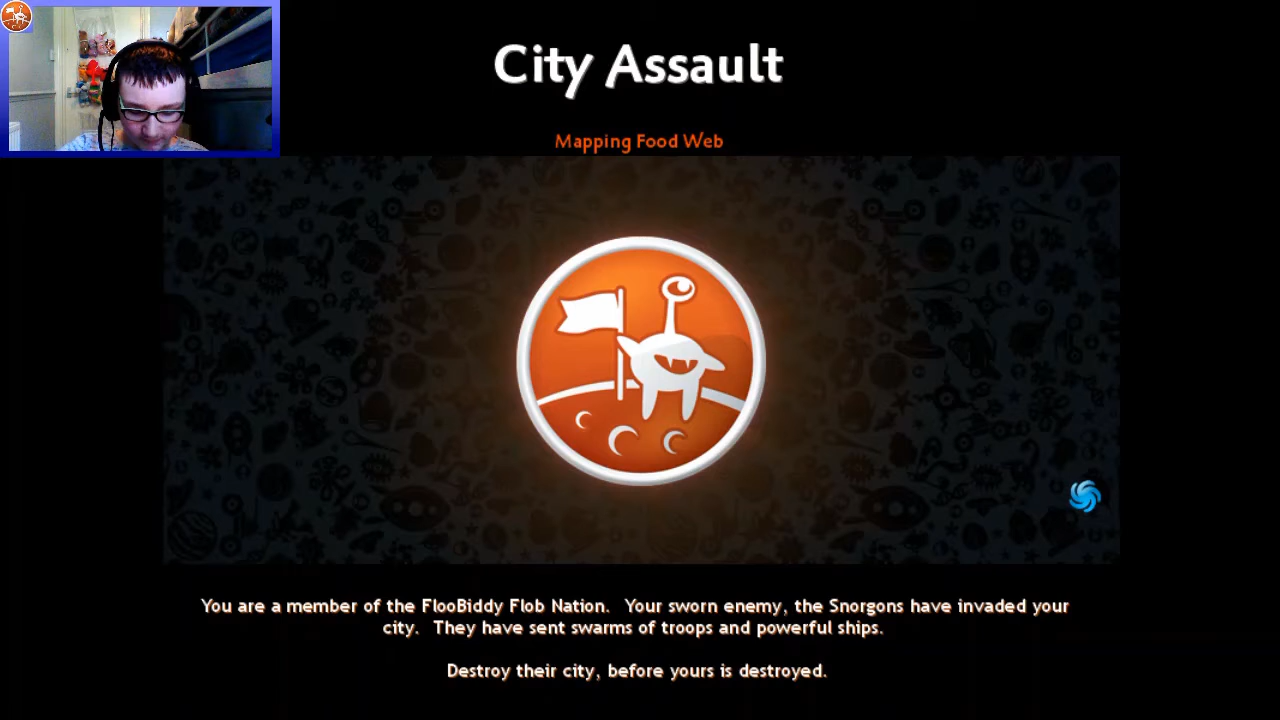 City Assault
Mapping Food Web
You are a member of the FlooBiddy Flob Nation.  Your sworn enemy, the Snorgons have invaded your
city.  They have sent swarms of troops and powerful ships.
Destroy their city, before yours is destroyed.